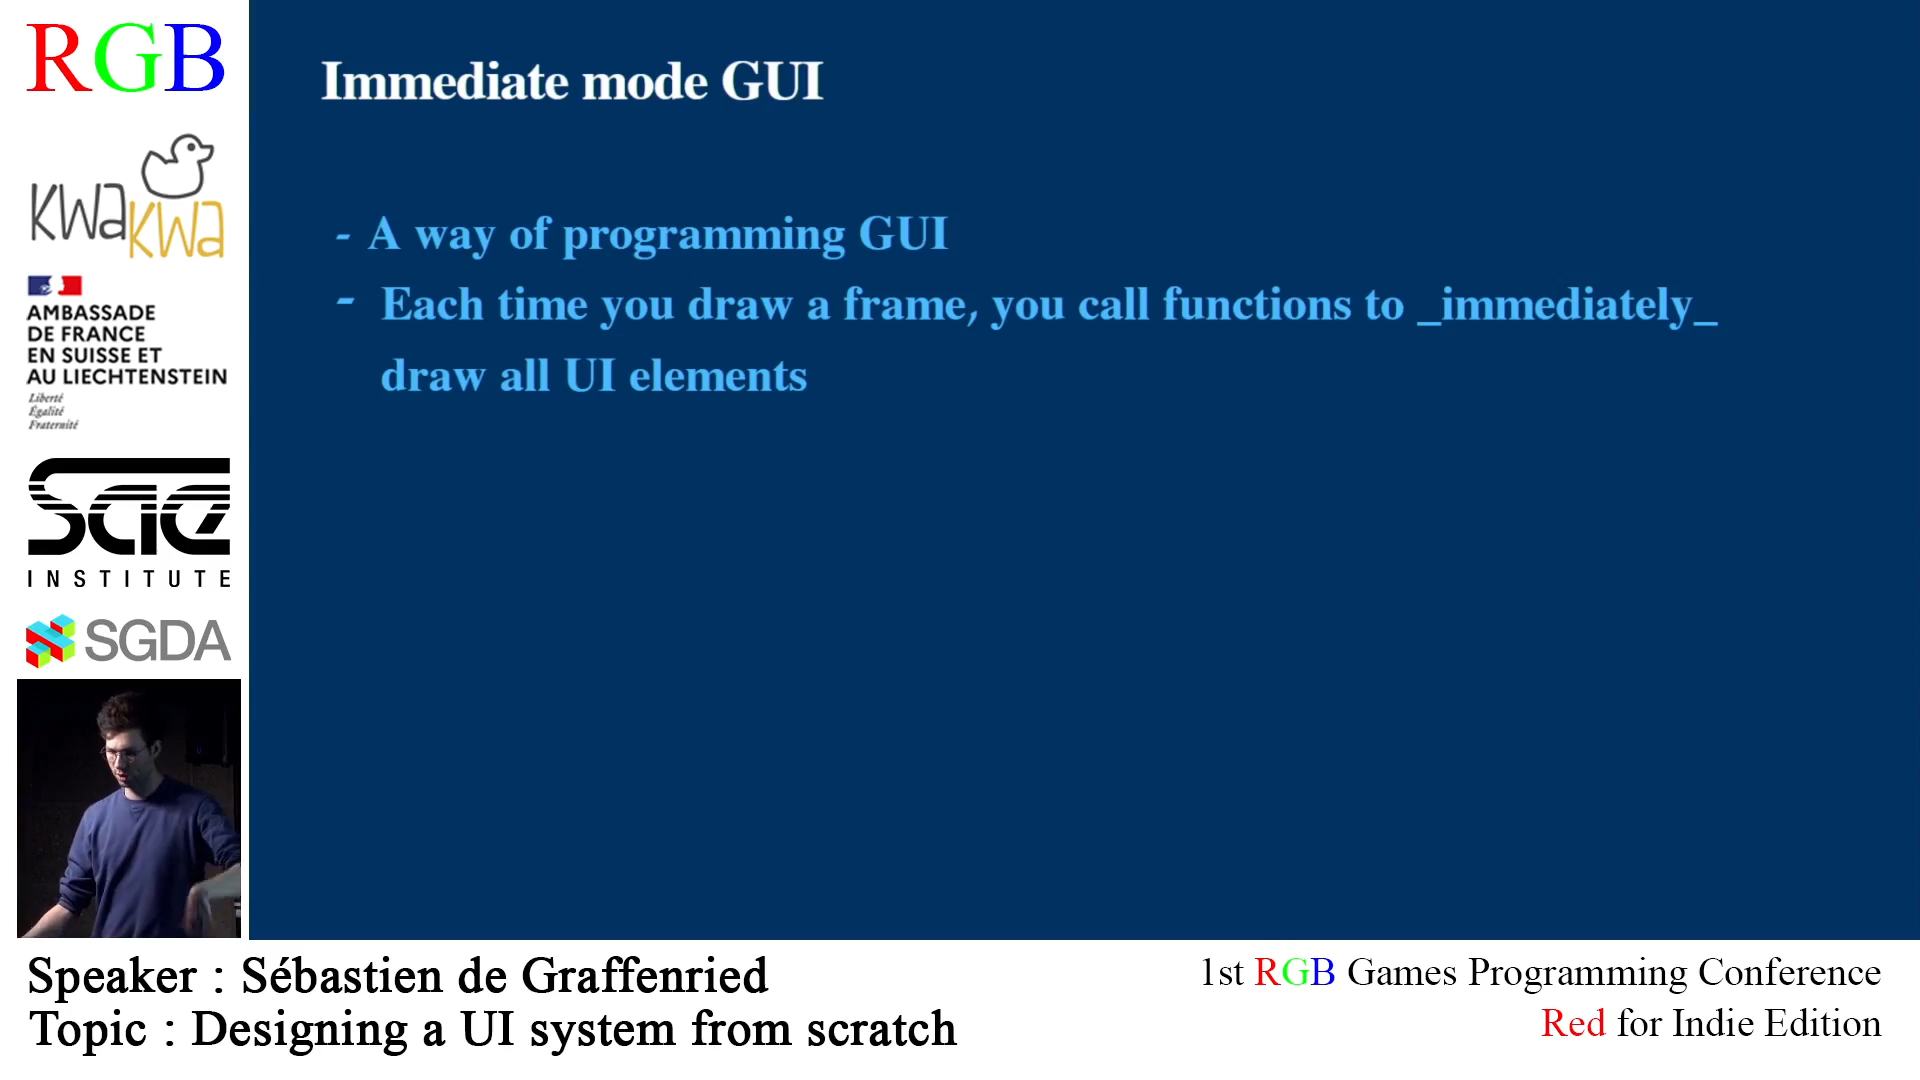 RGB
Immediate mode GUI
KWA
KWA
- A way of programming GUI
- Each time you draw a frame, you call functions to _immediately_
draw all UI elements
AMBASSADE
DE FRANCE
EN SUISSE ET
AU LIECHTENSTEIN
Liberté
Égalité
Fraternité
sae
INSTITUTE
SGDA
Speaker : Sébastien de Graffenried
Topic : Designing a UI system from scratch
1st RGB Games Programming Conference
Red for Indie Edition